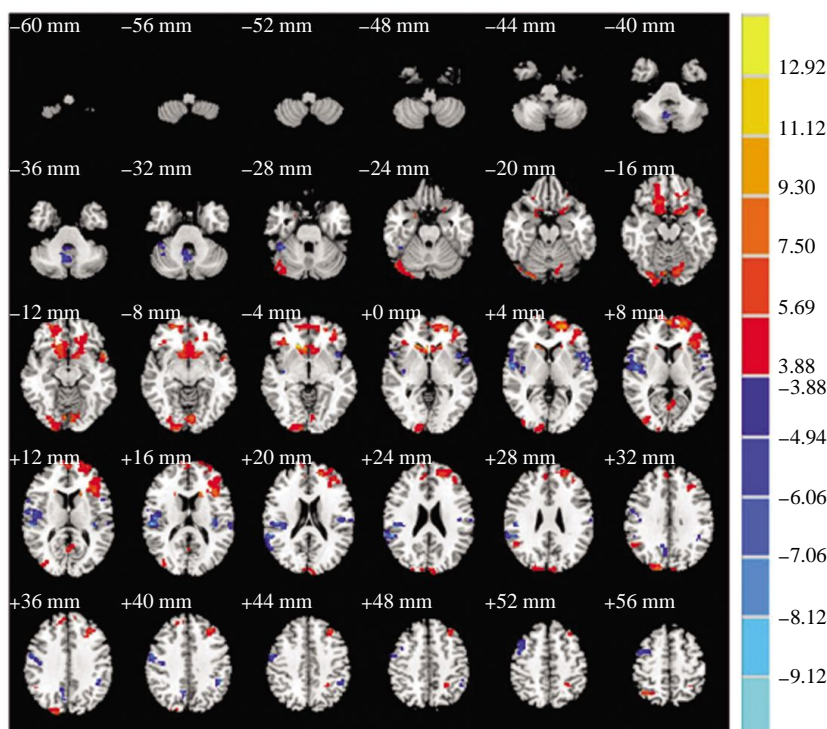 −60 mm −56 mm −52 mm −48 mm −44 mm −40 mm
−36 mm −32 mm −28 mm −24 mm −20 mm −16 mm
−12 mm −8 mm −4 mm +0 mm +4 mm +8 mm
+12 mm +16 mm +20 mm +24 mm +28 mm +32 mm
+36 mm +40 mm +44 mm +48 mm +52 mm +56 mm
12.92
11.12
9.30
7.50
5.69
3.88
−3.88
−4.94
−6.06
−7.06
−8.12
−9.12